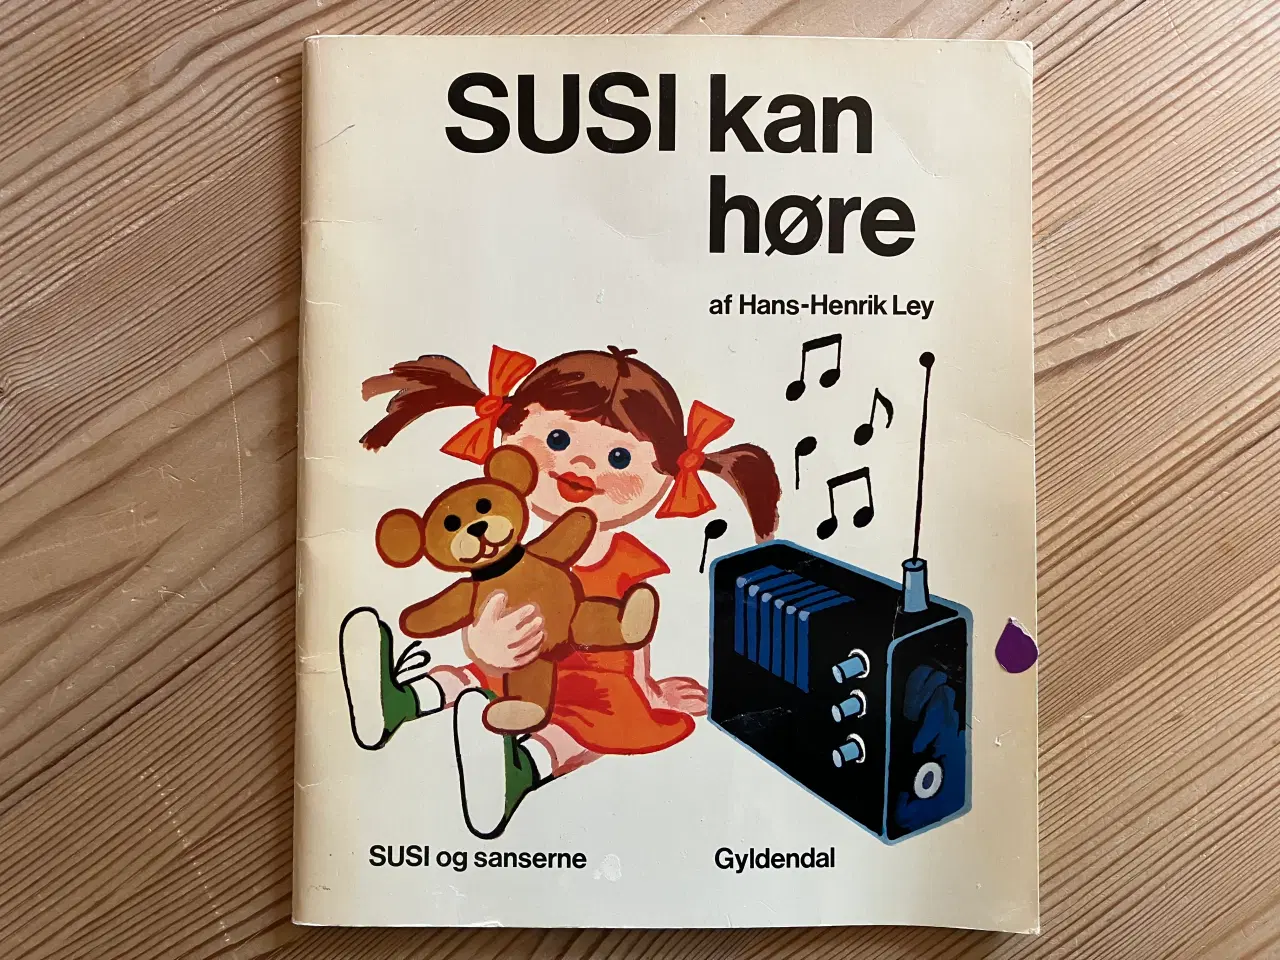 SUSI kan
høre
af Hans-Henrik Ley
SUSI og sanserne
Gyldendal